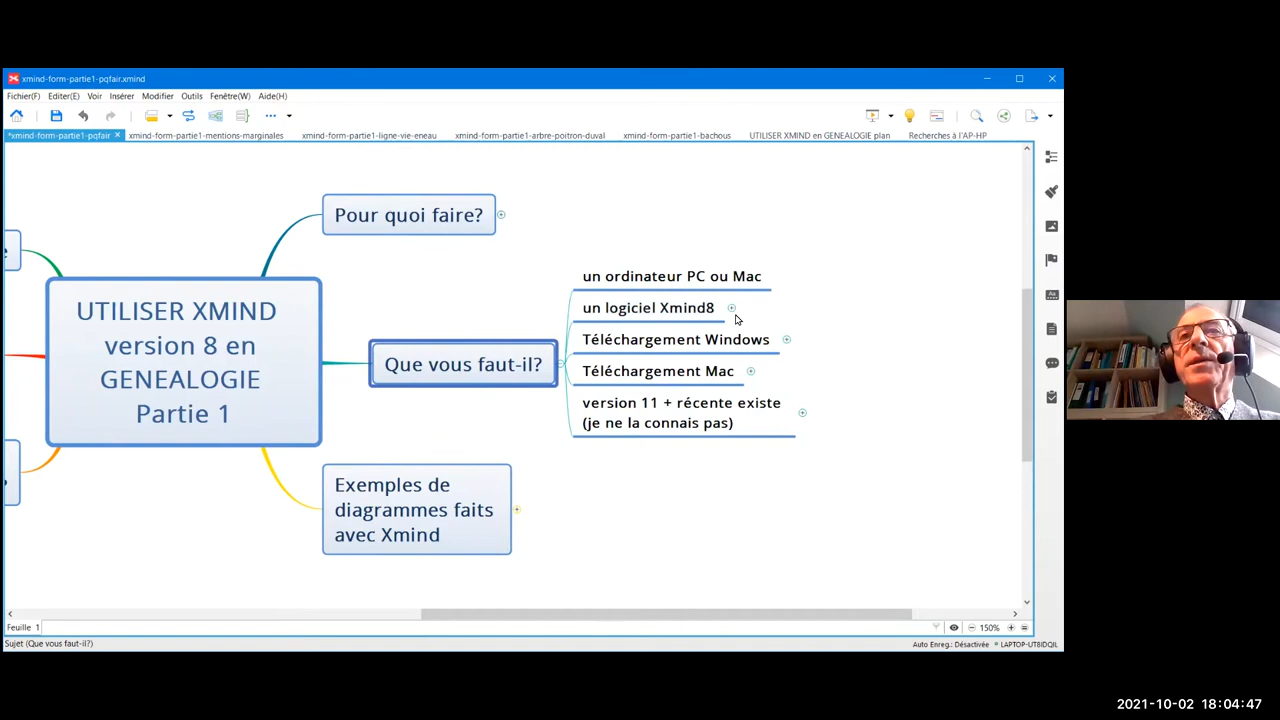 xmind-form-partie1-pqfair.xmind
Fichier(F) Editer(E) Voir Insérer Modifier Outils Fenêtre(W) Aide(H)
*xmind-form-partie1-pqfair xmind-form-partie1-mentions-marginales xmind-form-partie1-ligne-vie-eneau xmind-form-partie1-arbre-poitron-duval xmind-form-partie1-bachous UTILISER XMIND en GENEALOGIE plan Recherches à l'AP-HP
Pour quoi faire?
UTILISER XMIND
version 8 en
GENEALOGIE
Partie 1
Que vous faut-il?
un ordinateur PC ou Mac
un logiciel Xmind8
Téléchargement Windows
Téléchargement Mac
version 11 + récente existe
(je ne la connais pas)
Exemples de
diagrammes faits
avec Xmind
Feuille 1
150%
Sujet (Que vous faut-il?)
Auto Enreg.: Désactivée
LAPTOP-UT8IDQIL
2021-10-02 18:04:47